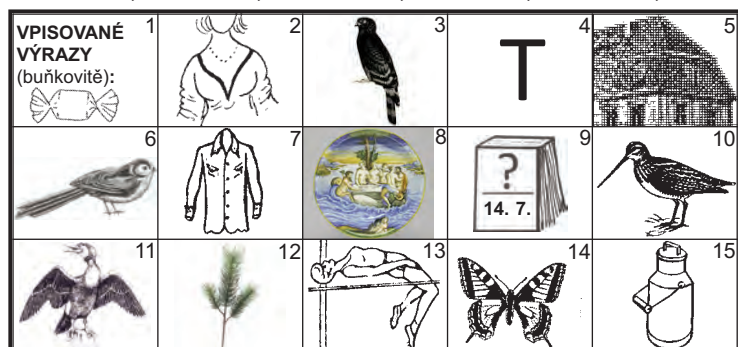 VPISOVANÉ 1 2 3 4 5
VÝRAZY
(buňkovitě):
T
6 7 8 9 10
?
14. 7.
11 12 13 14 15